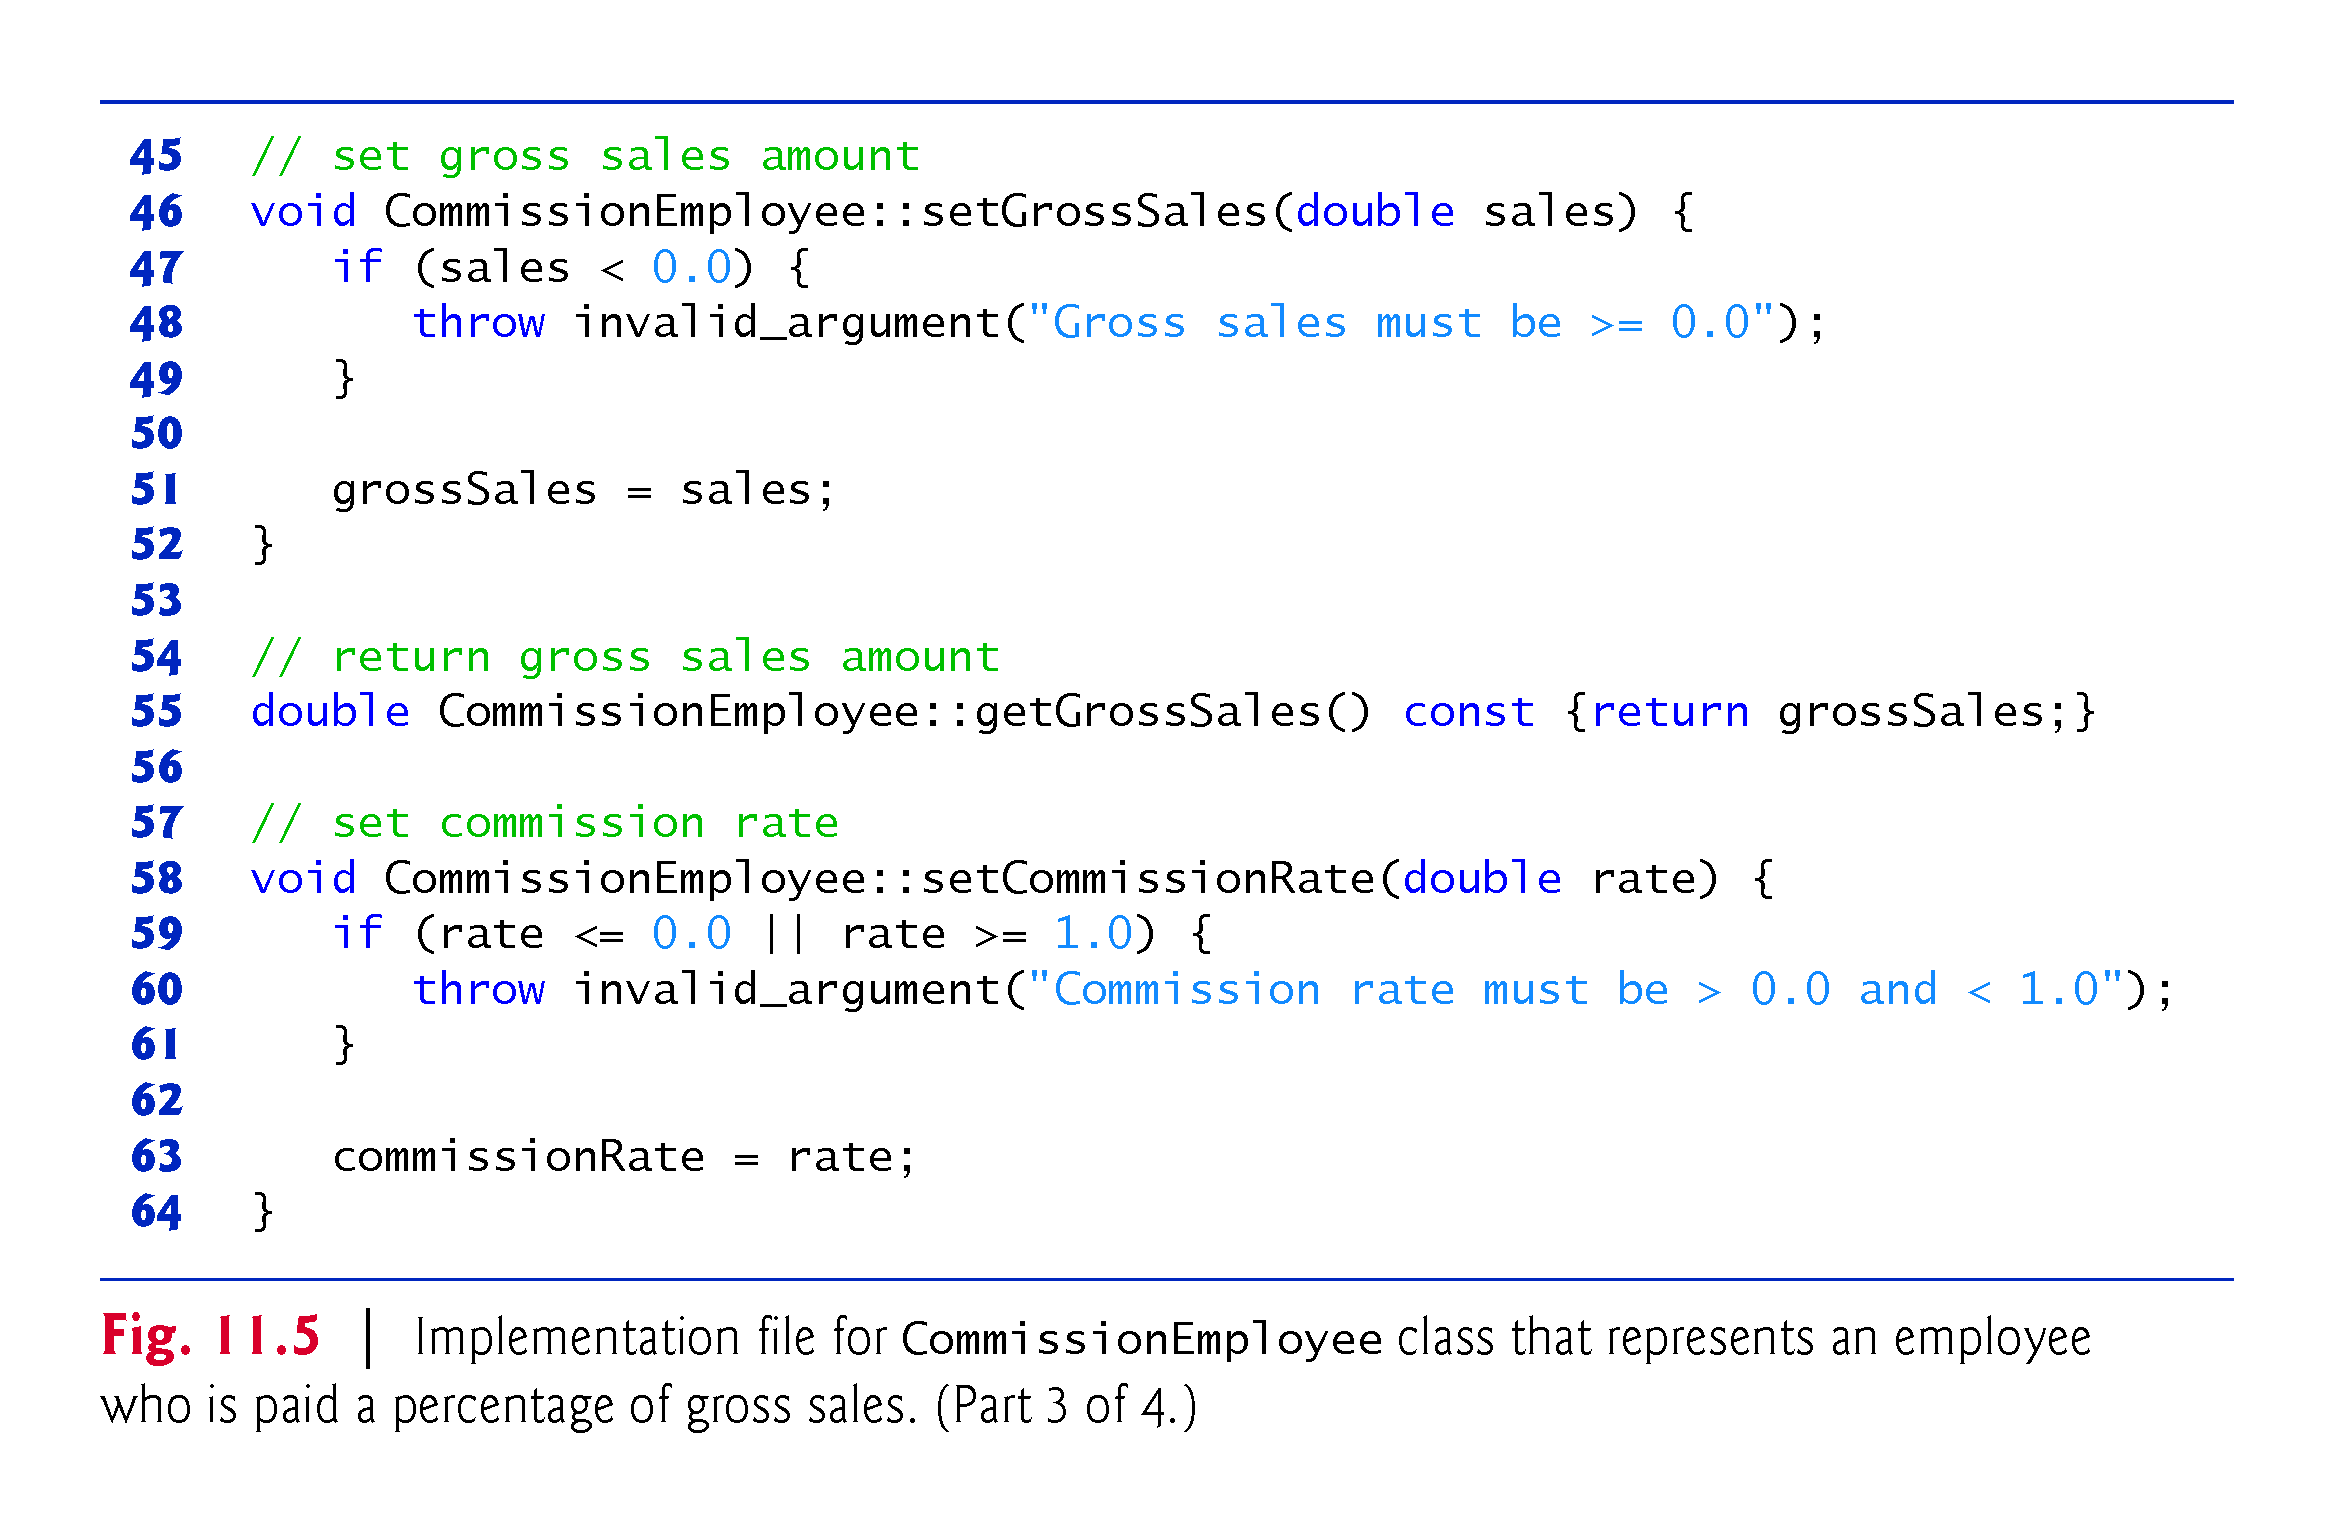 45 // set gross sales amount
46 void CommissionEmployee::setGrossSales(double sales) {
47    if (sales < 0.0) {
48       throw invalid_argument("Gross sales must be >= 0.0");
49    }
50
51    grossSales = sales;
52 }
53
54 // return gross sales amount
55 double CommissionEmployee::getGrossSales() const {return grossSales;}
56
57 // set commission rate
58 void CommissionEmployee::setCommissionRate(double rate) {
59    if (rate <= 0.0 || rate >= 1.0) {
60       throw invalid_argument("Commission rate must be > 0.0 and < 1.0");
61    }
62
63    commissionRate = rate;
64 }
Fig. 11.5 | Implementation file for CommissionEmployee class that represents an employee
who is paid a percentage of gross sales. (Part 3 of 4.)